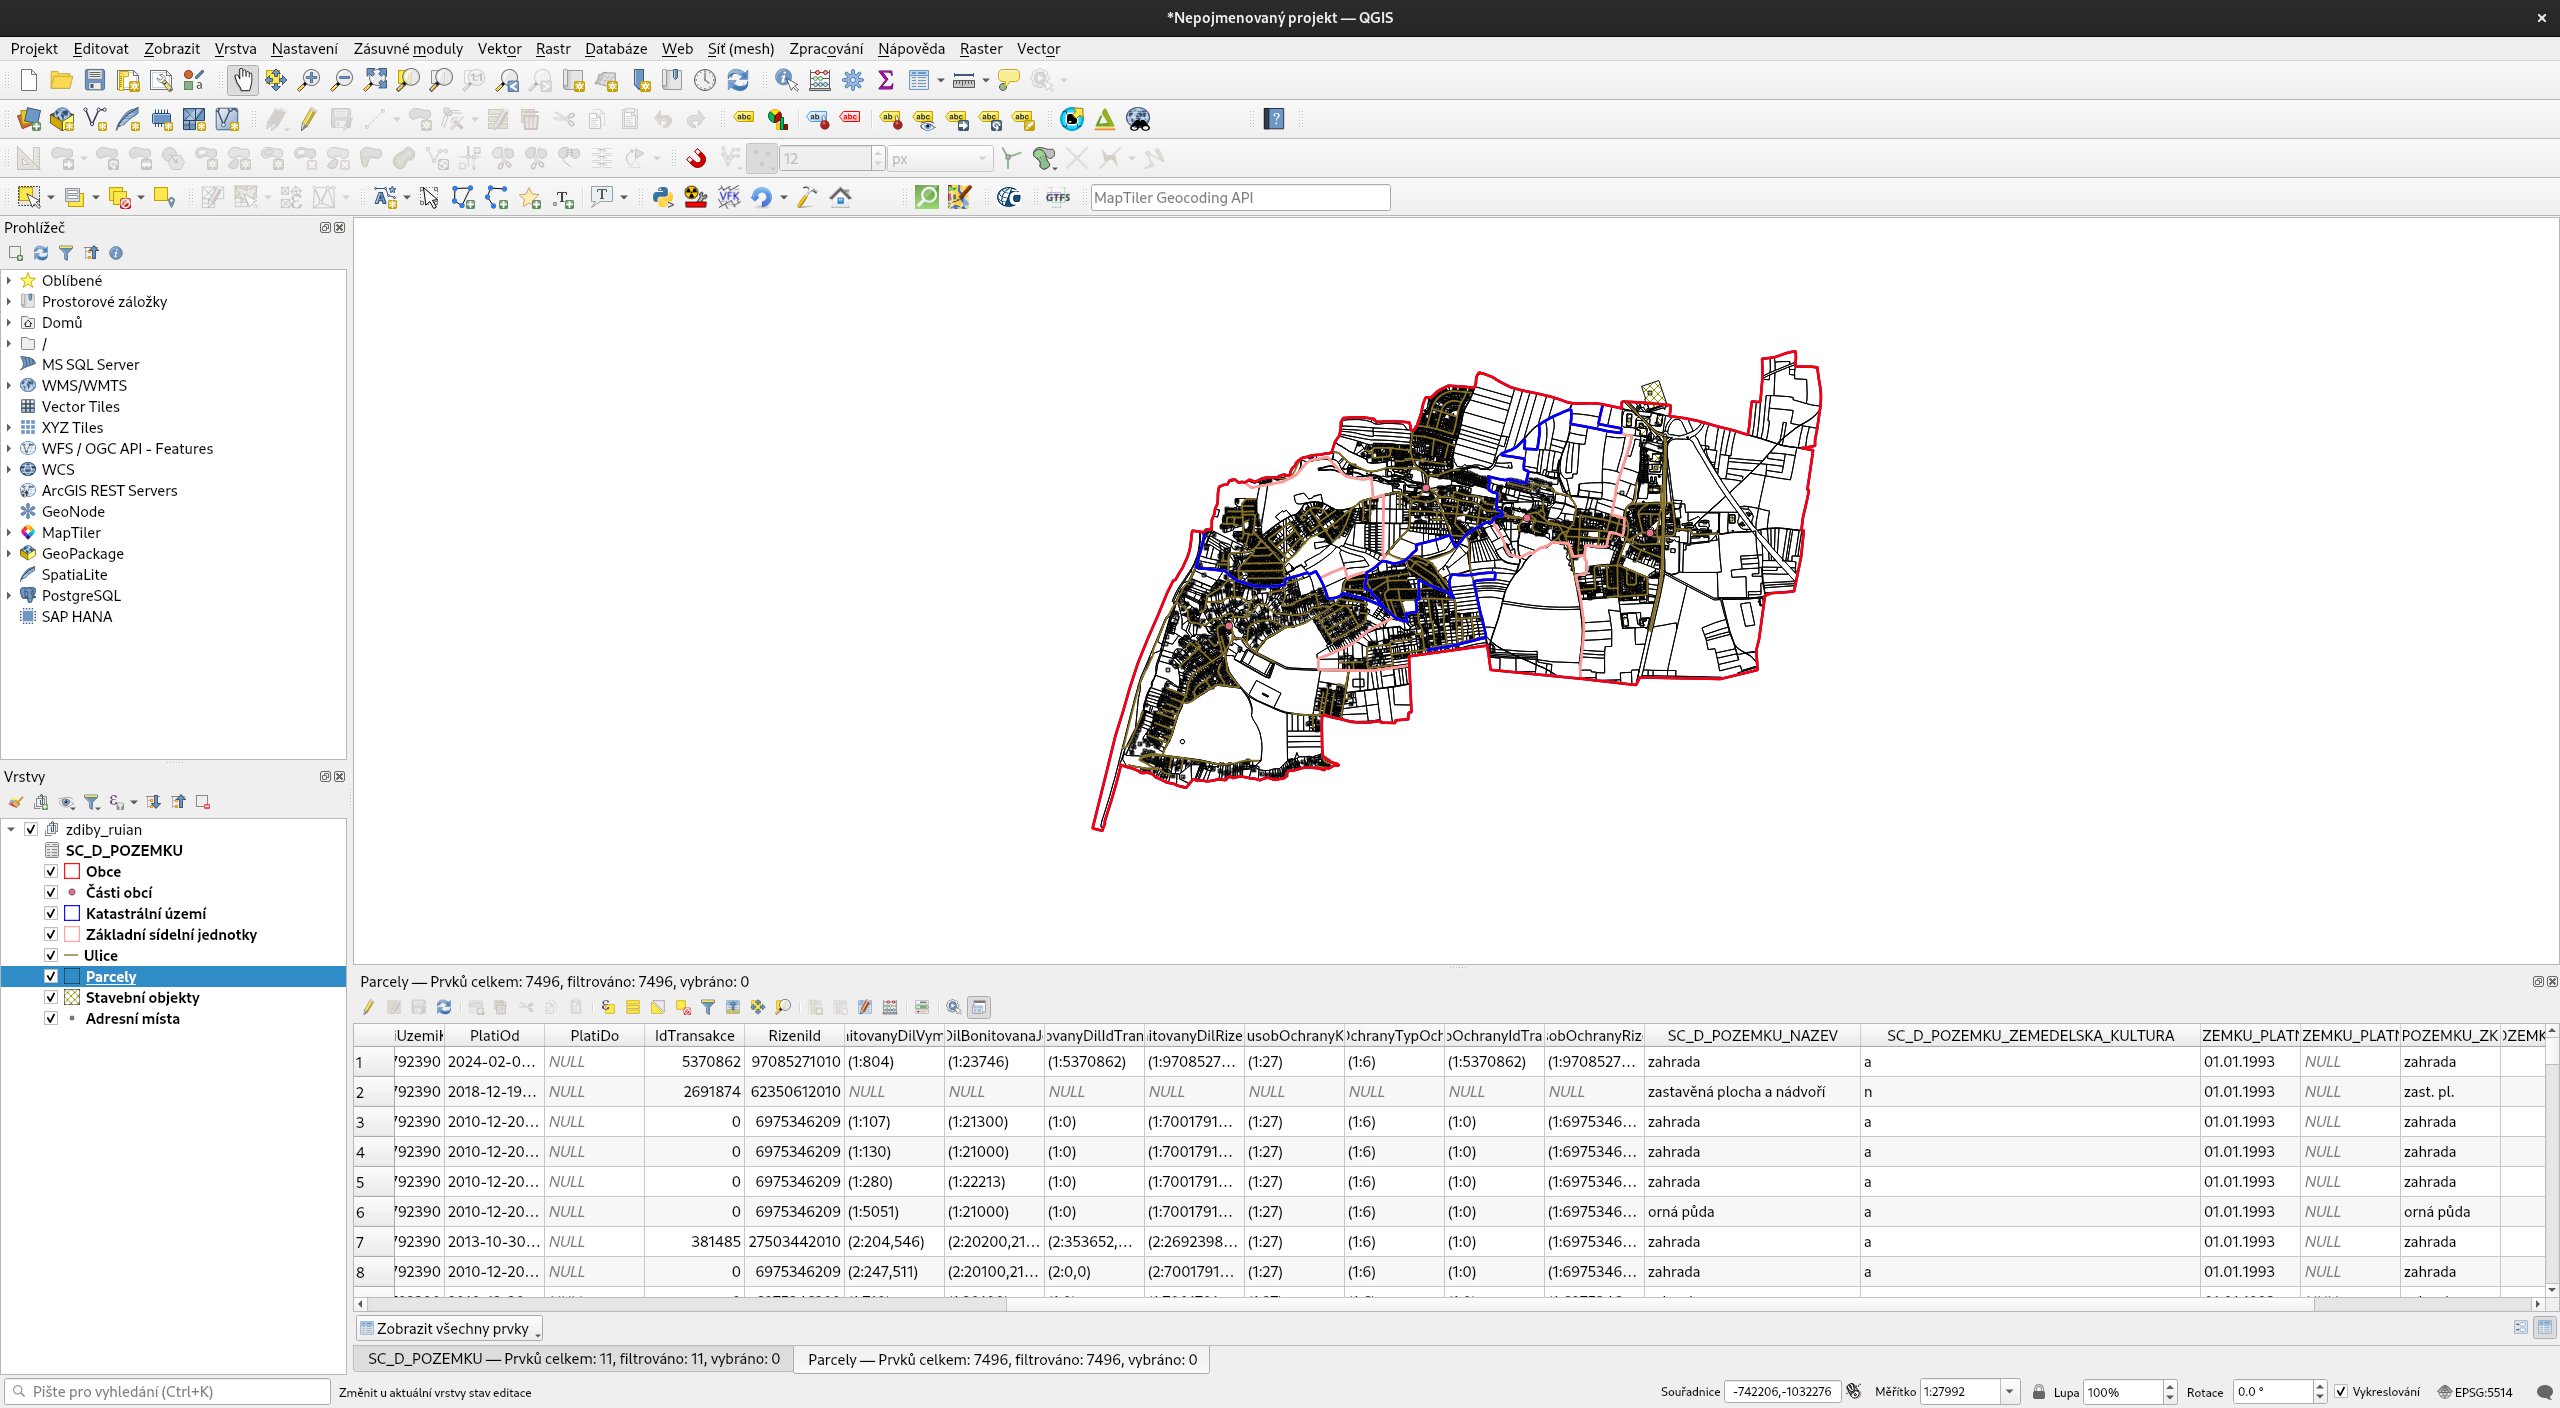 *Nepojmenovaný projekt — QGIS
Projekt Editovat Zobrazit Vrstva Nastavení Zásuvné moduly Vektor Rastr Databáze Web Síť (mesh) Zpracování Nápověda Raster Vector
12 px
VFK GTFS MapTiler Geocoding API
Prohlížeč
Oblíbené
Prostorové záložky
Domů
/
MS SQL Server
WMS/WMTS
Vector Tiles
XYZ Tiles
WFS / OGC API - Features
WCS
ArcGIS REST Servers
GeoNode
MapTiler
GeoPackage
SpatiaLite
PostgreSQL
SAP HANA
Vrstvy
zdiby_ruian
SC_D_POZEMKU
Obce
Části obcí
Katastrální území
Základní sídelní jednotky
Ulice
Parcely
Stavební objekty
Adresní místa
Parcely — Prvků celkem: 7496, filtrováno: 7496, vybráno: 0
PlatiOd PlatiDo IdTransakce RizeniId SC_D_POZEMKU_NAZEV SC_D_POZEMKU_ZEMEDELSKA_KULTURA
1 792390 2024-02-0… NULL 5370862 97085271010 (1:804) (1:23746) (1:5370862) (1:9708527… (1:27) (1:6) (1:5370862) (1:9708527… zahrada a 01.01.1993 NULL zahrada
2 792390 2018-12-19… NULL 2691874 62350612010 NULL NULL NULL NULL NULL NULL NULL NULL zastavěná plocha a nádvoří n 01.01.1993 NULL zast. pl.
3 792390 2010-12-20… NULL 0 6975346209 (1:107) (1:21300) (1:0) (1:7001791… (1:27) (1:6) (1:0) (1:6975346… zahrada a 01.01.1993 NULL zahrada
4 792390 2010-12-20… NULL 0 6975346209 (1:130) (1:21000) (1:0) (1:7001791… (1:27) (1:6) (1:0) (1:6975346… zahrada a 01.01.1993 NULL zahrada
5 792390 2010-12-20… NULL 0 6975346209 (1:280) (1:22213) (1:0) (1:7001791… (1:27) (1:6) (1:0) (1:6975346… zahrada a 01.01.1993 NULL zahrada
6 792390 2010-12-20… NULL 0 6975346209 (1:5051) (1:21000) (1:0) (1:7001791… (1:27) (1:6) (1:0) (1:6975346… orná půda a 01.01.1993 NULL orná půda
7 792390 2013-10-30… NULL 381485 27503442010 (2:204,546) (2:20200,21… (2:353652,… (2:2692398… (1:27) (1:6) (1:0) (1:6975346… zahrada a 01.01.1993 NULL zahrada
8 792390 2010-12-20… NULL 0 6975346209 (2:247,511) (2:20100,21… (2:0,0) (2:7001791… (1:27) (1:6) (1:0) (1:6975346… zahrada a 01.01.1993 NULL zahrada
Zobrazit všechny prvky
SC_D_POZEMKU — Prvků celkem: 11, filtrováno: 11, vybráno: 0 Parcely — Prvků celkem: 7496, filtrováno: 7496, vybráno: 0
Pište pro vyhledání (Ctrl+K) Změnit u aktuální vrstvy stav editace Souřadnice -742206,-1032276 Měřítko 1:27992 Lupa 100% Rotace 0.0 ° Vykreslování EPSG:5514